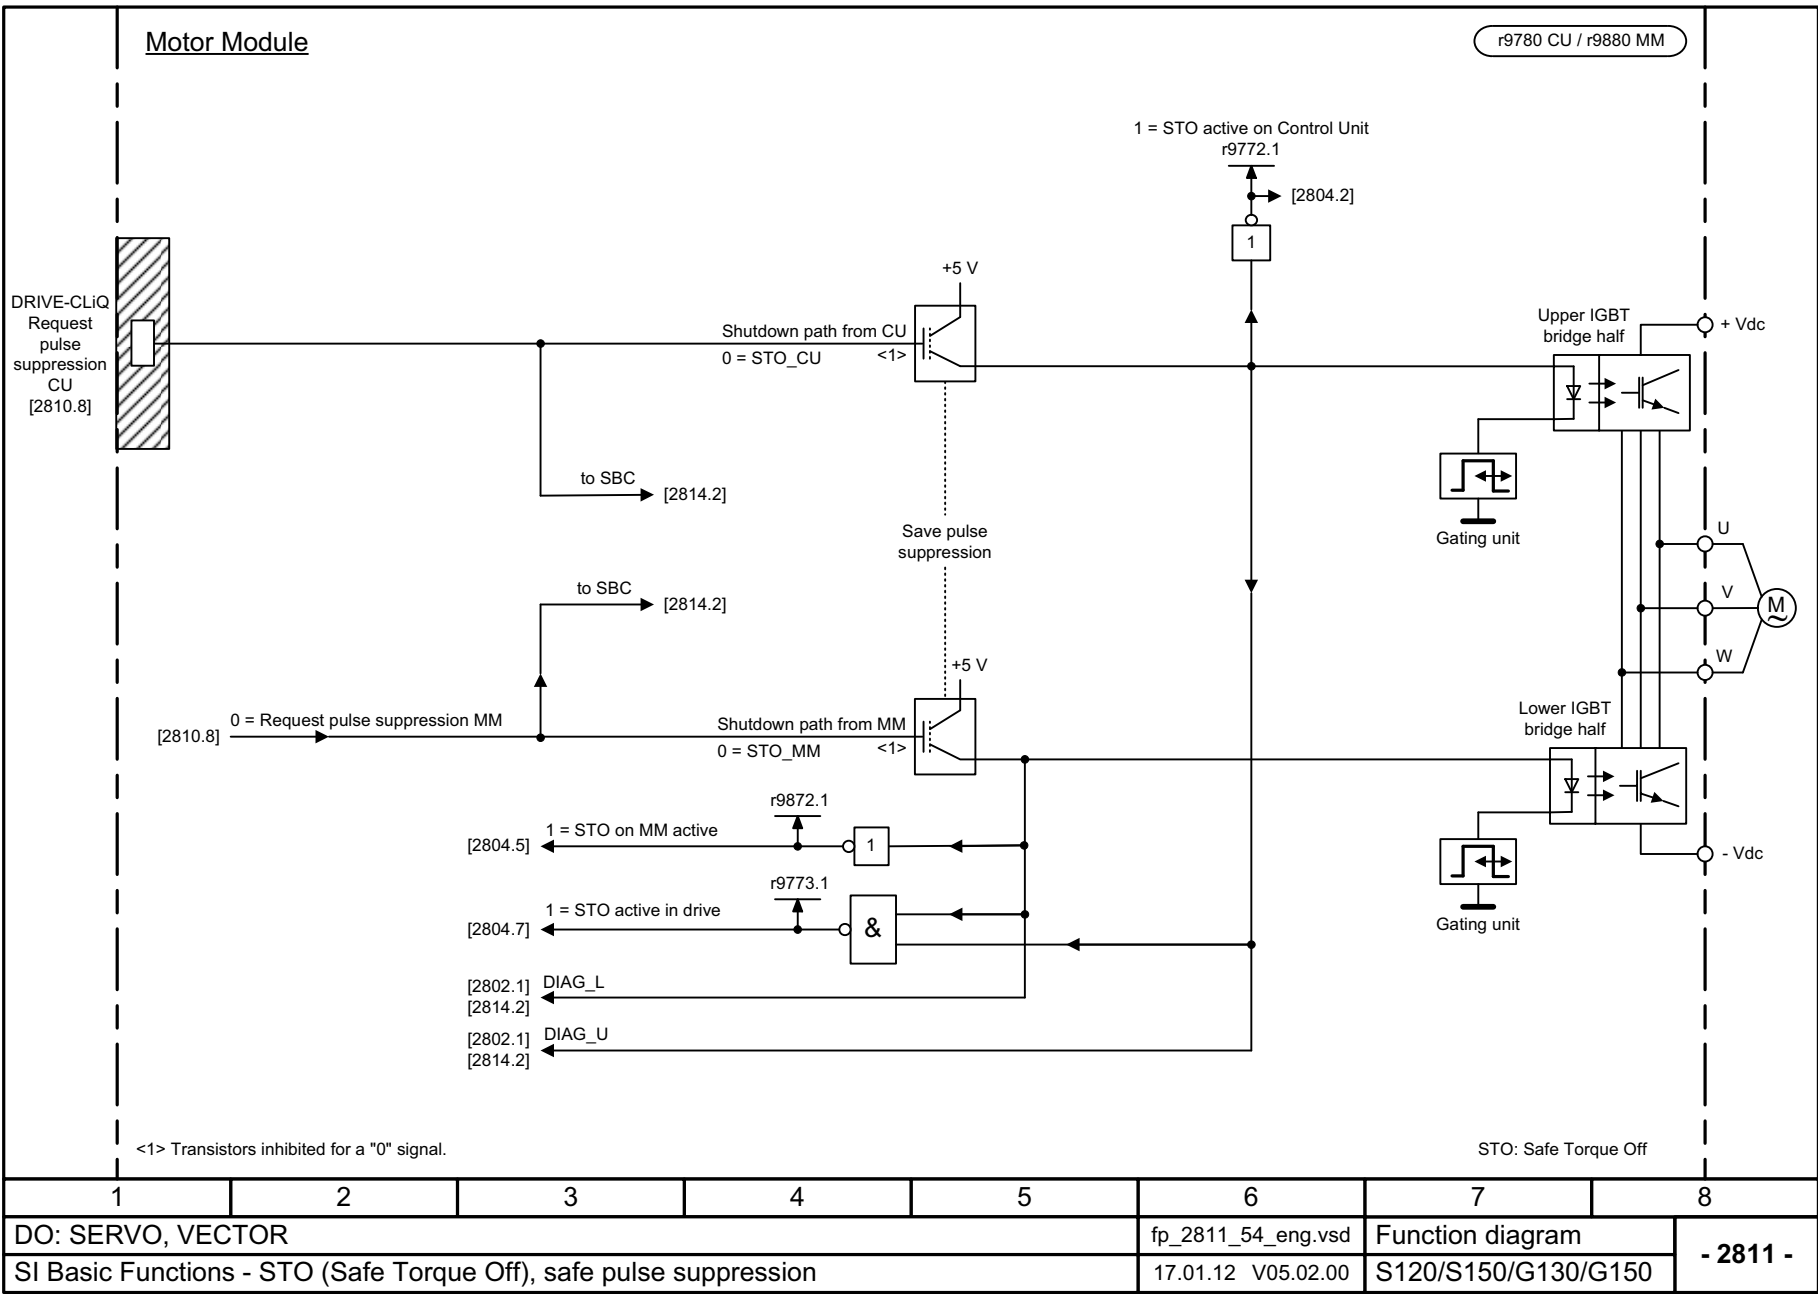 Motor Module
r9780 CU / r9880 MM
1 = STO active on Control Unit
r9772.1
[2804.2]
1
+5 V
DRIVE-CLiQ
Request
pulse
suppression
CU
[2810.8]
Shutdown path from CU
0 = STO_CU
<1>
Upper IGBT
bridge half
+ Vdc
to SBC
[2814.2]
Gating unit
Save pulse
suppression
U
V
W
M
~
to SBC
[2814.2]
+5 V
[2810.8]
0 = Request pulse suppression MM
Shutdown path from MM
0 = STO_MM
<1>
Lower IGBT
bridge half
r9872.1
[2804.5]
1 = STO on MM active
1
- Vdc
r9773.1
[2804.7]
1 = STO active in drive
&
Gating unit
[2802.1]
[2814.2]
DIAG_L
[2802.1]
[2814.2]
DIAG_U
<1> Transistors inhibited for a "0" signal.
STO: Safe Torque Off
1 2 3 4 5 6 7 8
DO: SERVO, VECTOR
fp_2811_54_eng.vsd
Function diagram
- 2811 -
SI Basic Functions - STO (Safe Torque Off), safe pulse suppression
17.01.12 V05.02.00
S120/S150/G130/G150